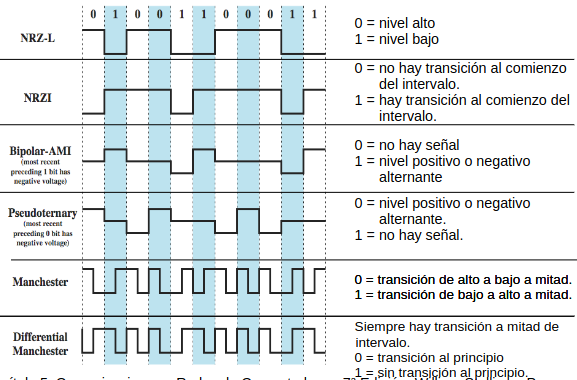 0 1 0 0 1 1 0 0 0 1 1
NRZ-L
0 = nivel alto
1 = nivel bajo
NRZI
0 = no hay transición al comienzo
del intervalo.
1 = hay transición al comienzo del
intervalo.
Bipolar-AMI
(most recent
preceding 1 bit has
negative voltage)
0 = no hay señal
1 = nivel positivo o negativo
alternante
Pseudoternary
(most recent
preceding 0 bit has
negative voltage)
0 = nivel positivo o negativo
alternante.
1 = no hay señal.
Manchester
0 = transición de alto a bajo a mitad.
1 = transición de bajo a alto a mitad.
Differential
Manchester
Siempre hay transición a mitad de
intervalo.
0 = transición al principio
1 = sin transición al principio.